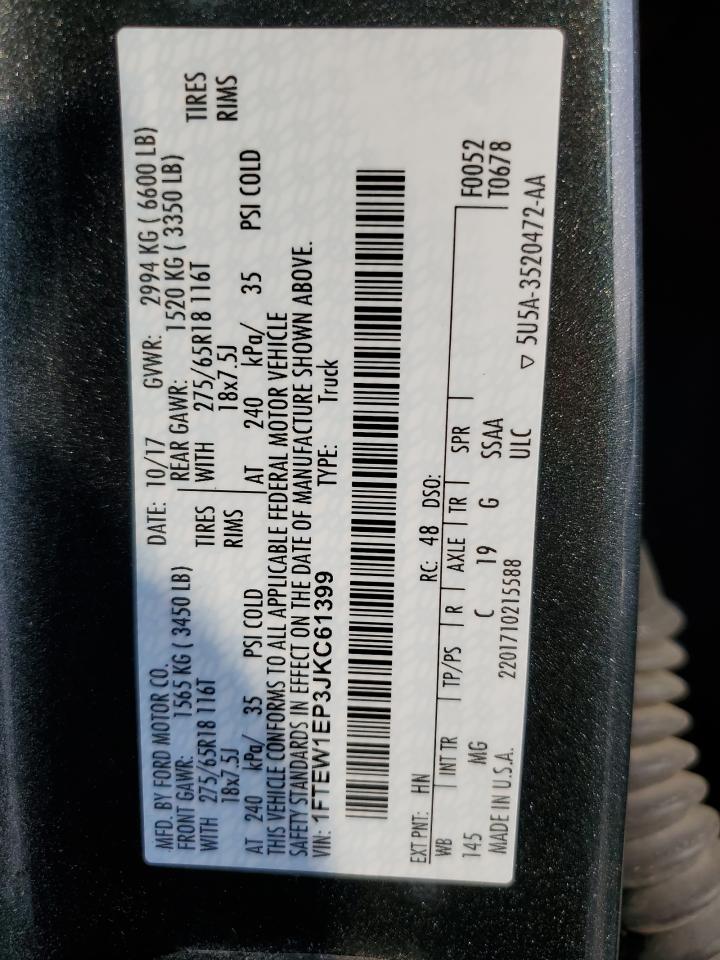 MFD. BY FORD MOTOR CO.
DATE: 10/17 GVWR: 2994 KG ( 6600 LB)
FRONT GAWR: 1565 KG ( 3450 LB) REAR GAWR: 1520 KG ( 3350 LB)
WITH 275/65R18 116T TIRES WITH 275/65R18 116T TIRES
18x7.5J RIMS 18x7.5J RIMS
AT 240 kPa/ 35 PSI COLD AT 240 kPa/ 35 PSI COLD
THIS VEHICLE CONFORMS TO ALL APPLICABLE FEDERAL MOTOR VEHICLE
SAFETY STANDARDS IN EFFECT ON THE DATE OF MANUFACTURE SHOWN ABOVE.
VIN: 1FTEW1EP3JKC61399 TYPE: Truck
F0052
EXT PNT: HN RC: 48 DSO: T0678
WB INT TR TP/PS R AXLE TR SPR
145 MG C 19 G SSAA
ULC
MADE IN U.S.A. 2201710215588 ▽ 5U5A-3520472-AA